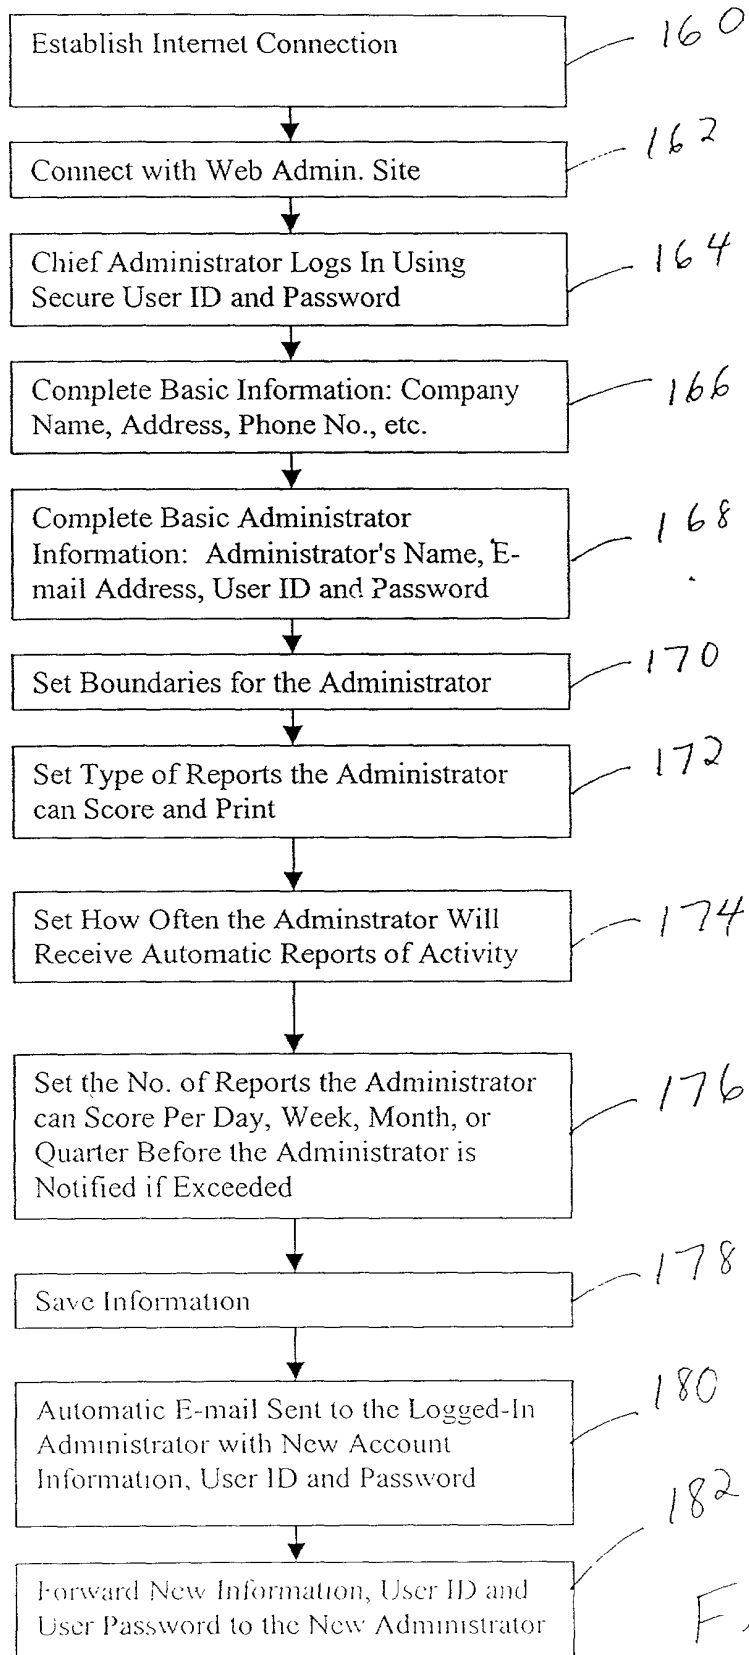 Establish Internet Connection
160
Connect with Web Admin. Site
162
Chief Administrator Logs In Using
Secure User ID and Password
164
Complete Basic Information: Company
Name, Address, Phone No., etc.
166
Complete Basic Administrator
Information: Administrator's Name, E-
mail Address, User ID and Password
168
Set Boundaries for the Administrator
170
Set Type of Reports the Administrator
can Score and Print
172
Set How Often the Adminstrator Will
Receive Automatic Reports of Activity
174
Set the No. of Reports the Administrator
can Score Per Day, Week, Month, or
Quarter Before the Administrator is
Notified if Exceeded
176
Save Information
178
Automatic E-mail Sent to the Logged-In
Administrator with New Account
Information, User ID and Password
180
Forward New Information, User ID and
User Password to the New Administrator
182